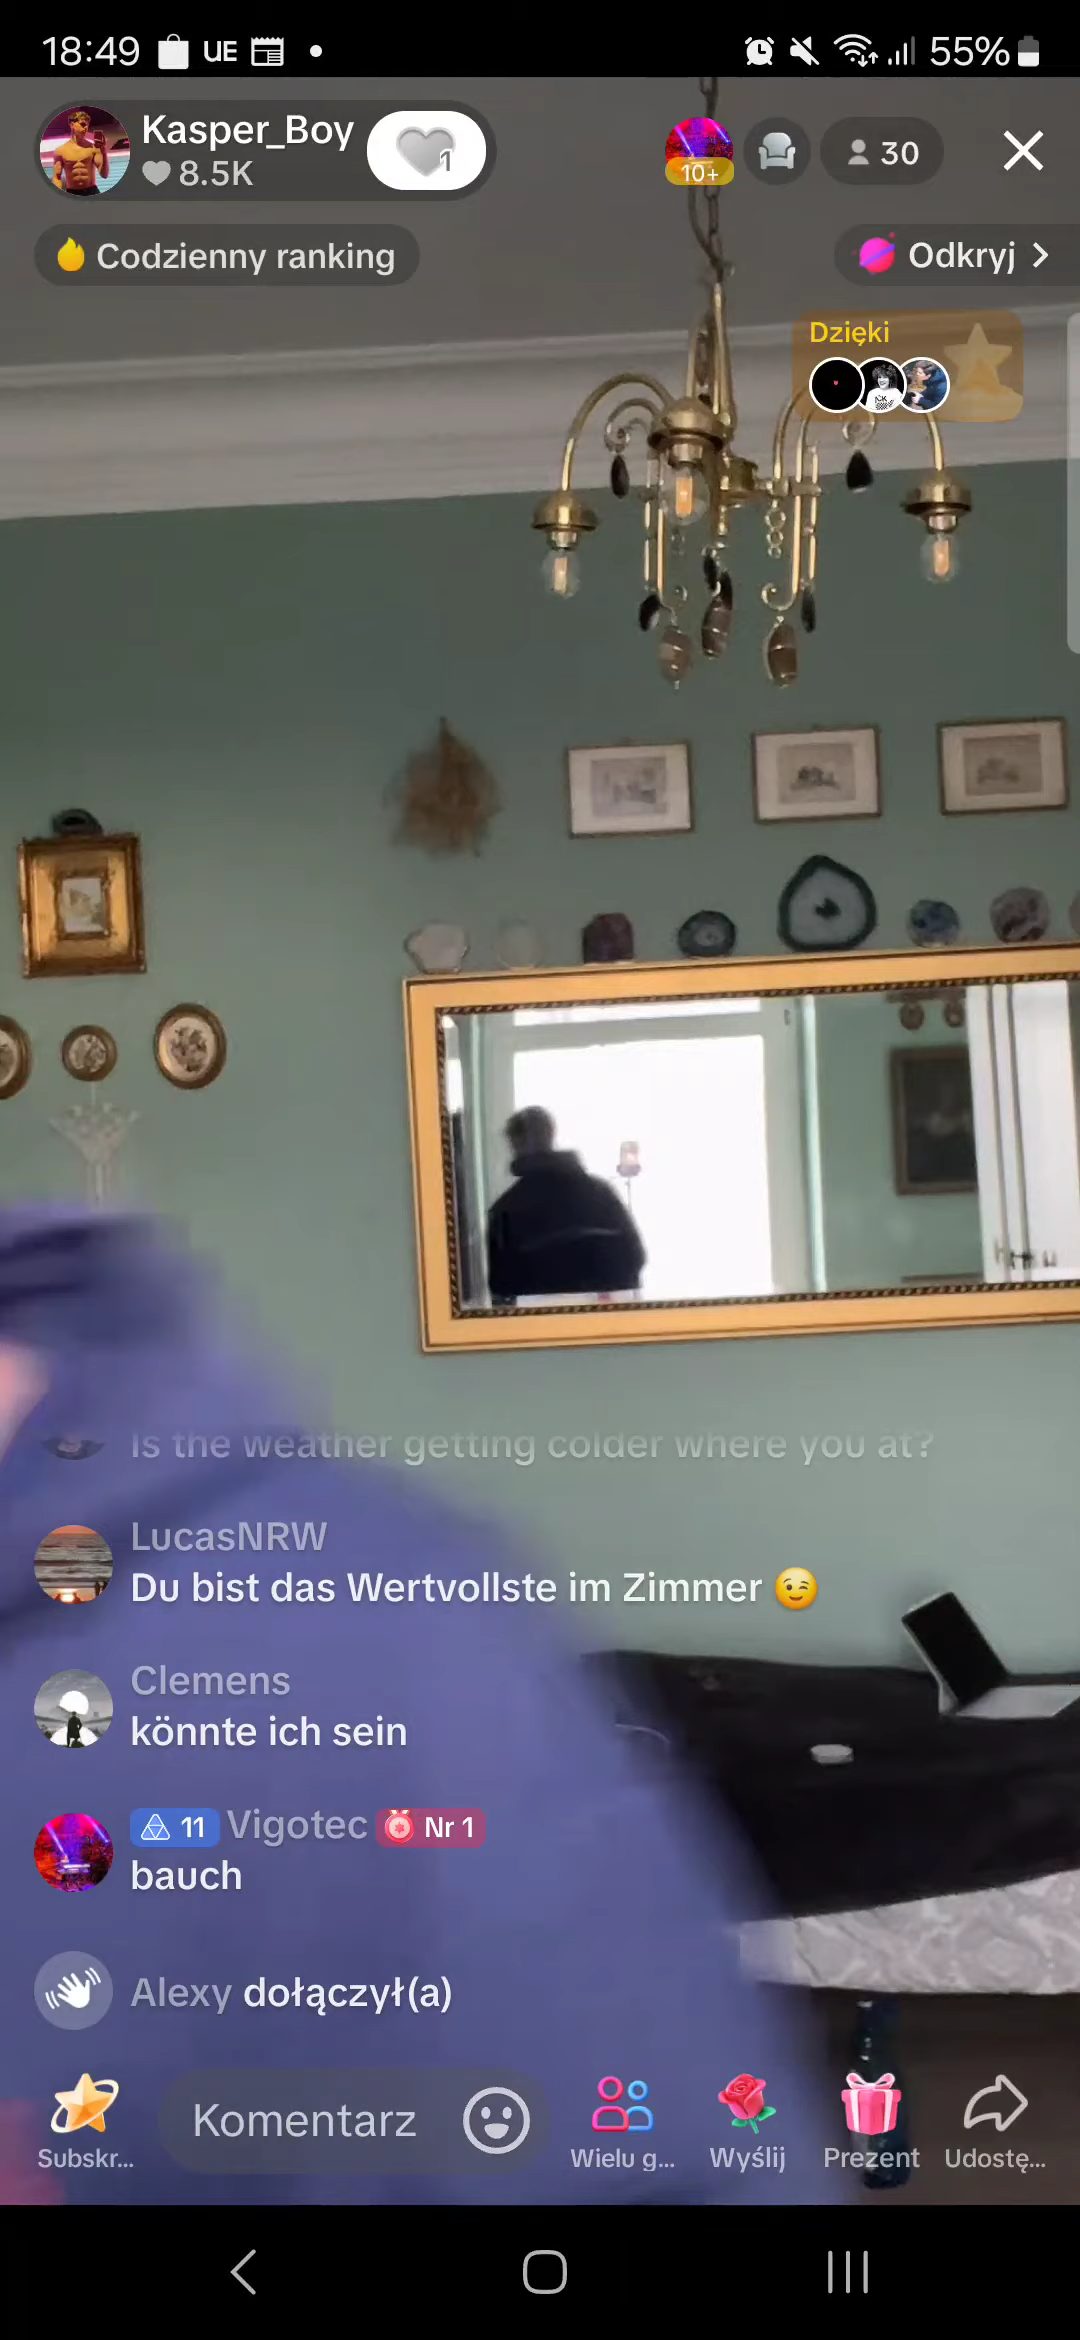 18:49 UE 55%
Kasper_Boy
8.5K
1
10+
30
Codzienny ranking
Odkryj
Dzięki
Is the weather getting colder where you at?
LucasNRW
Du bist das Wertvollste im Zimmer 😉
Clemens
könnte ich sein
11 Vigotec Nr 1
bauch
Alexy dołączył(a)
Komentarz
Subskr...
Wielu g...
Wyślij
Prezent
Udostę...